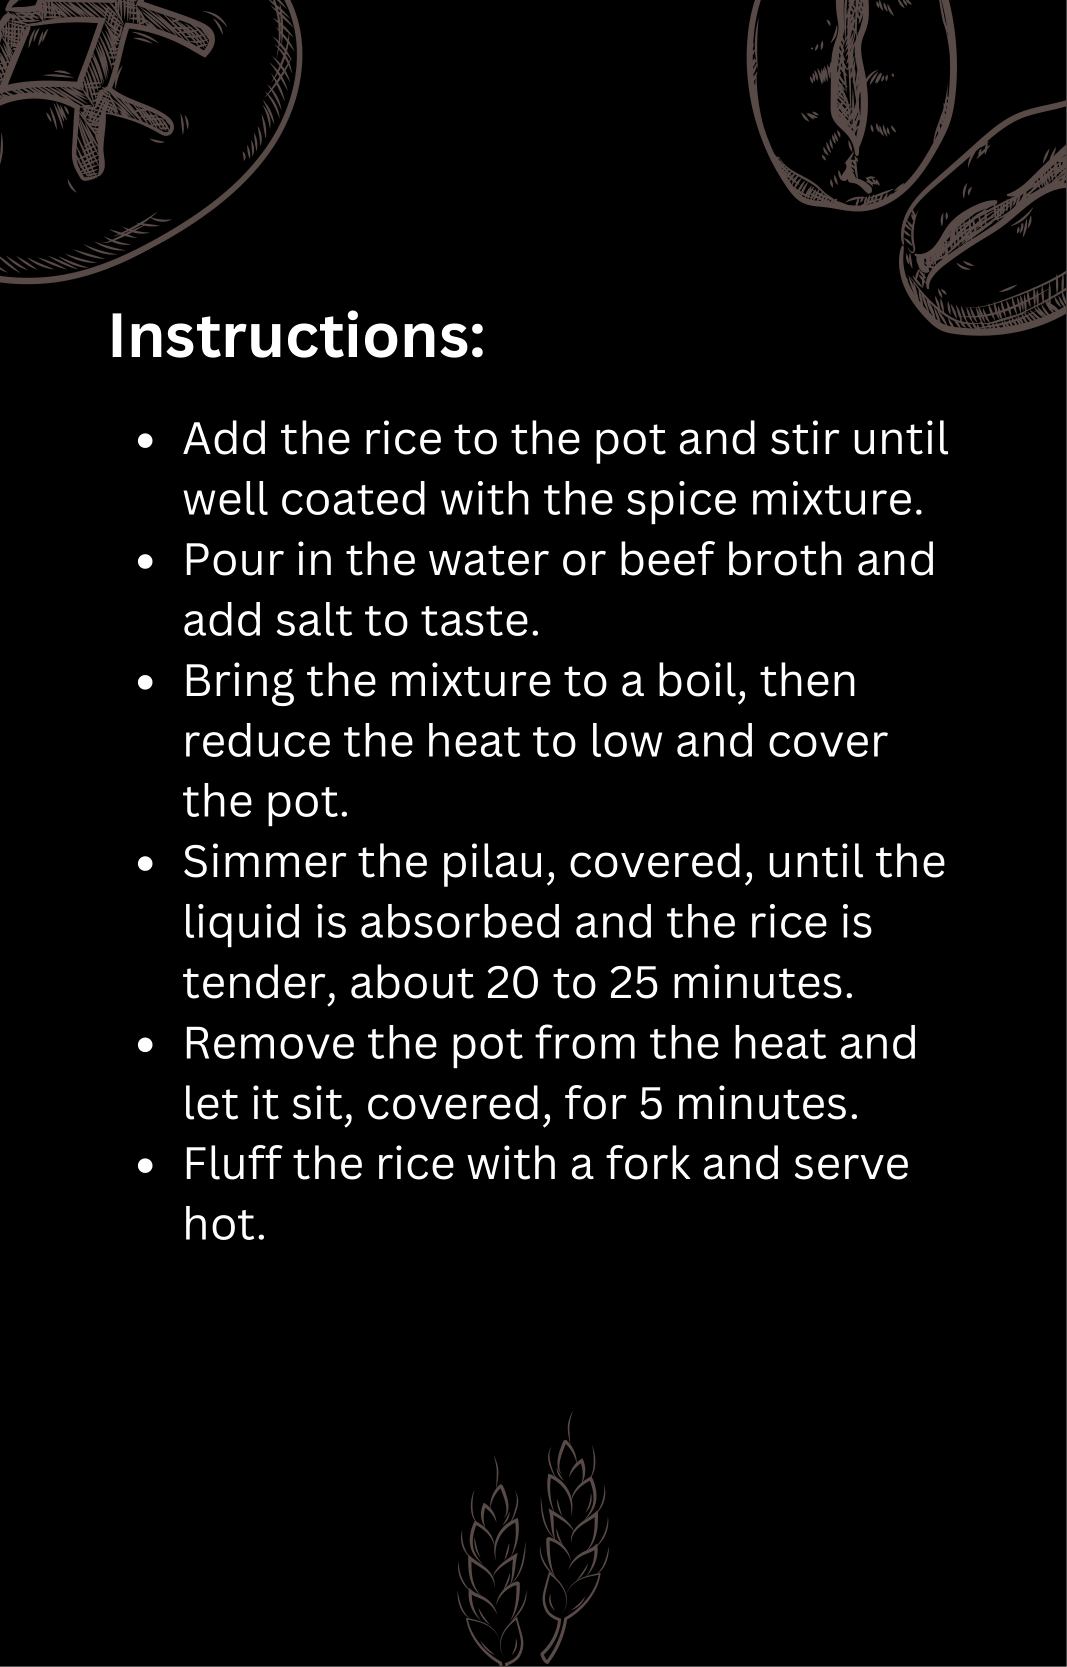 Instructions:
• Add the rice to the pot and stir until
well coated with the spice mixture.
• Pour in the water or beef broth and
add salt to taste.
• Bring the mixture to a boil, then
reduce the heat to low and cover
the pot.
• Simmer the pilau, covered, until the
liquid is absorbed and the rice is
tender, about 20 to 25 minutes.
• Remove the pot from the heat and
let it sit, covered, for 5 minutes.
• Fluff the rice with a fork and serve
hot.